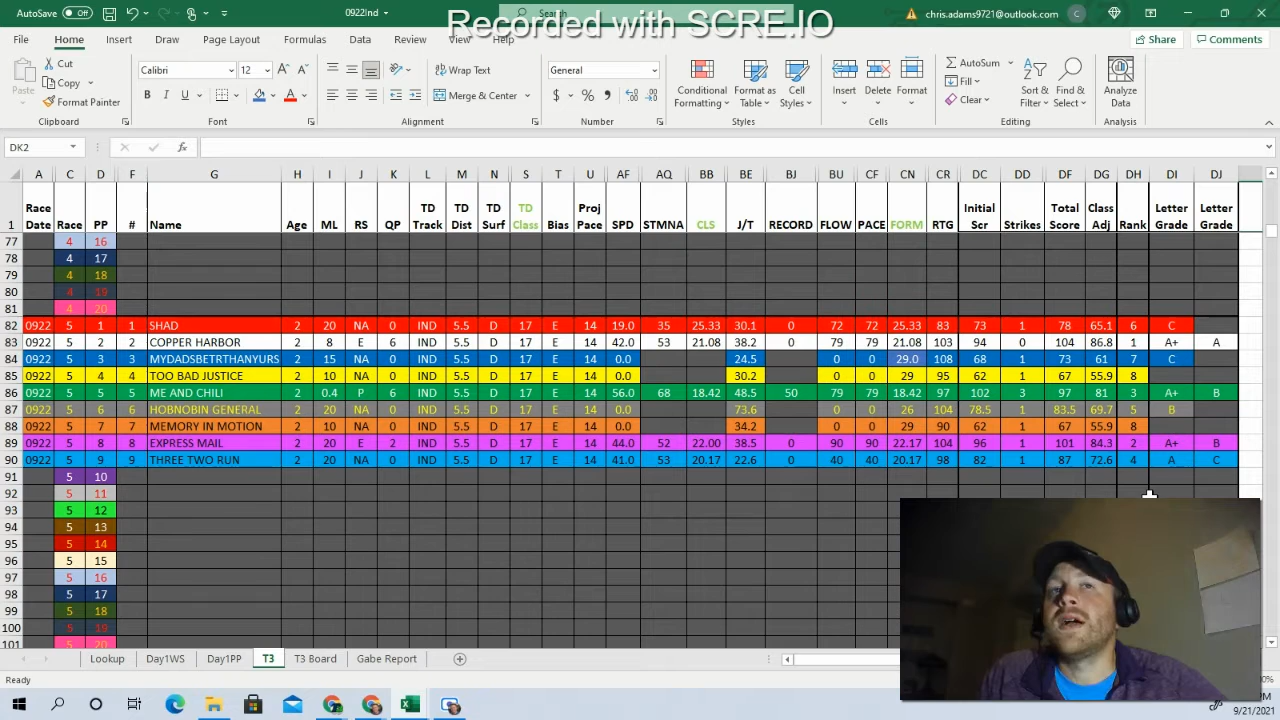 AutoSave Off 0922Ind Search chris.adams9721@outlook.com C
Recorded with SCRE.IO
File Home Insert Page Layout Formulas Data Review View Help Share Comments
Cut
Copy
Format Painter
Paste
Calibri 12
B I U
Wrap Text
Merge & Center
General
$ %
Conditional Formatting
Format as Table
Cell Styles
Insert Delete Format
AutoSum
Fill
Clear
Sort & Filter
Find & Select
Analyze Data
Clipboard Font Alignment Number Styles Cells Editing Analysis
DK2 fx
A C D F G H I J K L M N S T U AF AQ BB BE BJ BU CF CN CR DC DD DF DG DH DI DJ
1 Race Date Race PP # Name Age ML RS QP TD Track TD Dist TD Surf TD Class Bias Proj Pace SPD STMNA CLS J/T RECORD FLOW PACE FORM RTG Initial Scr Strikes Total Score Class Adj Rank Letter Grade Letter Grade
77 4 16
78 4 17
79 4 18
80 4 19
81 4 20
82 0922 5 1 1 SHAD 2 20 NA 0 IND 5.5 D 17 E 14 19.0 35 25.33 30.1 0 72 72 25.33 83 73 1 78 65.1 6 C
83 0922 5 2 2 COPPER HARBOR 2 8 E 6 IND 5.5 D 17 E 14 42.0 53 21.08 38.2 0 79 79 21.08 103 94 0 104 86.8 1 A+ A
84 0922 5 3 3 MYDADSBETRTHANYURS 2 15 NA 0 IND 5.5 D 17 E 14 0.0 24.5 0 0 29.0 108 68 1 73 61 7 C
85 0922 5 4 4 TOO BAD JUSTICE 2 10 NA 0 IND 5.5 D 17 E 14 0.0 30.2 0 0 29 95 62 1 67 55.9 8
86 0922 5 5 5 ME AND CHILI 2 0.4 P 6 IND 5.5 D 17 E 14 56.0 68 18.42 48.5 50 79 79 18.42 97 102 3 97 81 3 A+ B
87 0922 5 6 6 HOBNOBIN GENERAL 2 20 NA 0 IND 5.5 D 17 E 14 0.0 73.6 0 0 26 104 78.5 1 83.5 69.7 5 B
88 0922 5 7 7 MEMORY IN MOTION 2 10 NA 0 IND 5.5 D 17 E 14 0.0 34.2 0 0 29 90 62 1 67 55.9 8
89 0922 5 8 8 EXPRESS MAIL 2 20 E 2 IND 5.5 D 17 E 14 44.0 52 22.00 38.5 0 90 90 22.17 104 96 1 101 84.3 2 A+ B
90 0922 5 9 9 THREE TWO RUN 2 20 NA 0 IND 5.5 D 17 E 14 41.0 53 20.17 22.6 0 40 40 20.17 98 82 1 87 72.6 4 A C
91 5 10
92 5 11
93 5 12
94 5 13
95 5 14
96 5 15
97 5 16
98 5 17
99 5 18
100 5 19
101 5 20
Lookup Day1WS Day1PP T3 T3 Board Gabe Report
Ready
9/21/2021